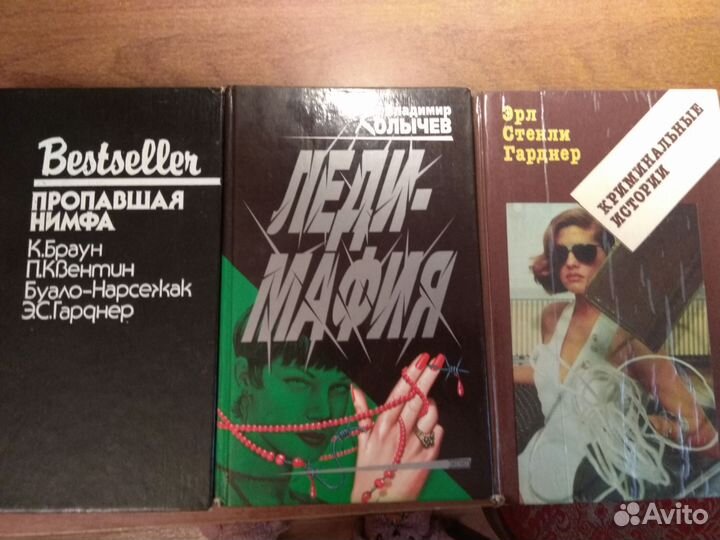 Bestseller
ПРОПАВШАЯ
НИМФА
К.Браун
П.Квентин
Буало-Нарсежак
Э.С.Гарднер
Владимир
КОЛЫЧЕВ
ЛЕДИ-
МАФИЯ
Эрл
Стенли
Гарднер
КРИМИНАЛЬНЫЕ
ИСТОРИИ
Avito